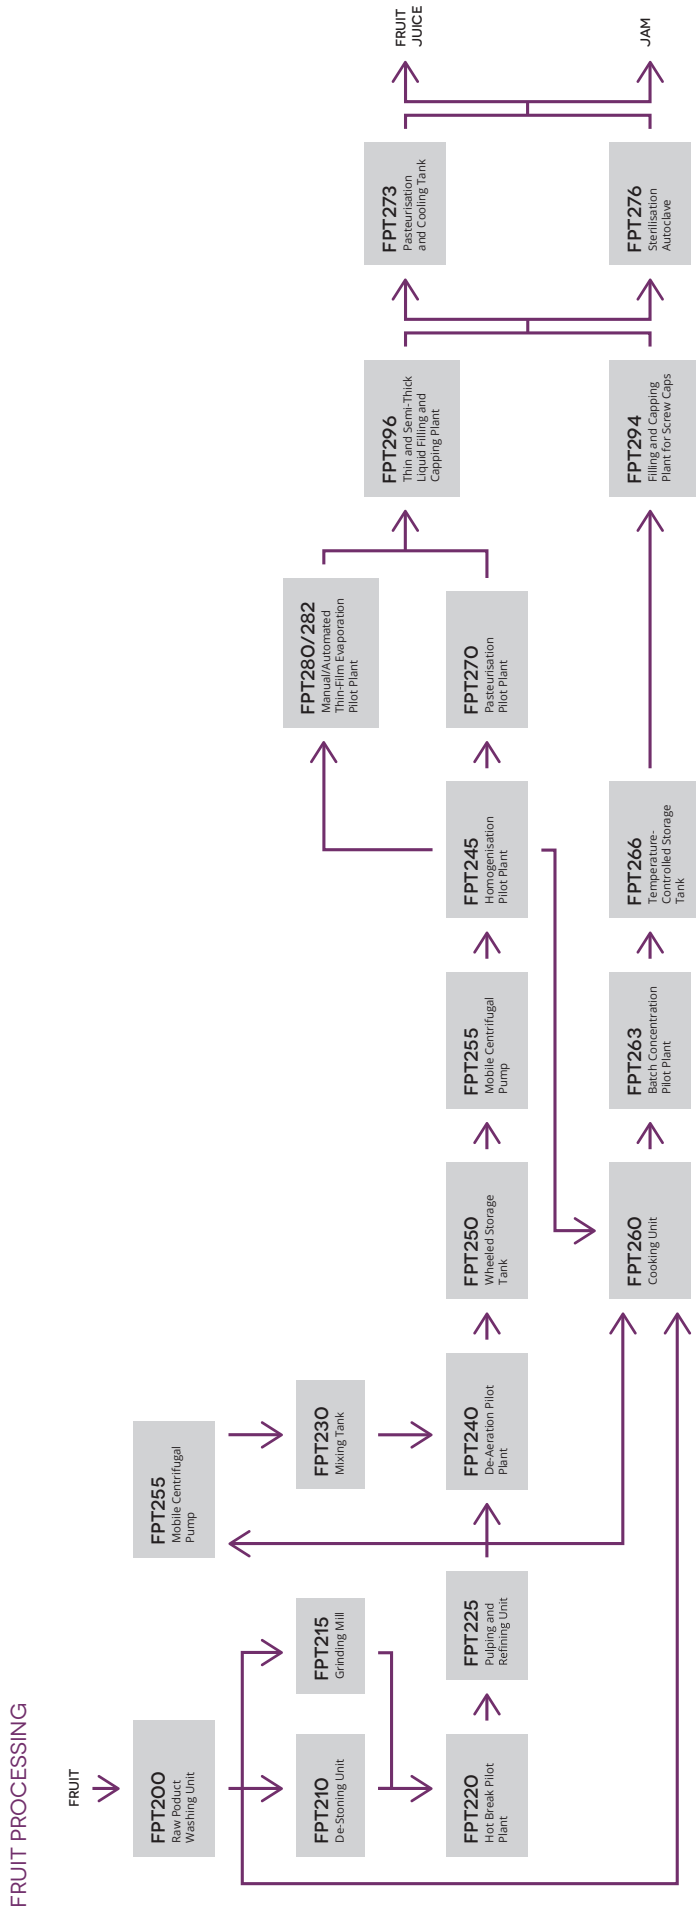 FRUIT PROCESSING
FRUIT
FPT200
Raw Poduct
Washing Unit
FPT255
Mobile Centrifugal
Pump
FPT210
De-Stoning Unit
FPT215
Grinding Mill
FPT230
Mixing Tank
FPT280/282
Manual/Automated
Thin-Film Evaporation
Pilot Plant
FPT296
Thin and Semi-Thick
Liquid Filling and
Capping Plant
FPT273
Pasteurisation
and Cooling Tank
FRUIT
JUICE
FPT220
Hot Break Pilot
Plant
FPT225
Pulping and
Refining Unit
FPT240
De-Aeration Pilot
Plant
FPT250
Wheeled Storage
Tank
FPT255
Mobile Centrifugal
Pump
FPT245
Homogenisation
Pilot Plant
FPT270
Pasteurisation
Pilot Plant
FPT260
Cooking Unit
FPT263
Batch Concentration
Pilot Plant
FPT266
Temperature-
Controlled Storage
Tank
FPT294
Filling and Capping
Plant for Screw Caps
FPT276
Sterilisation
Autoclave
JAM